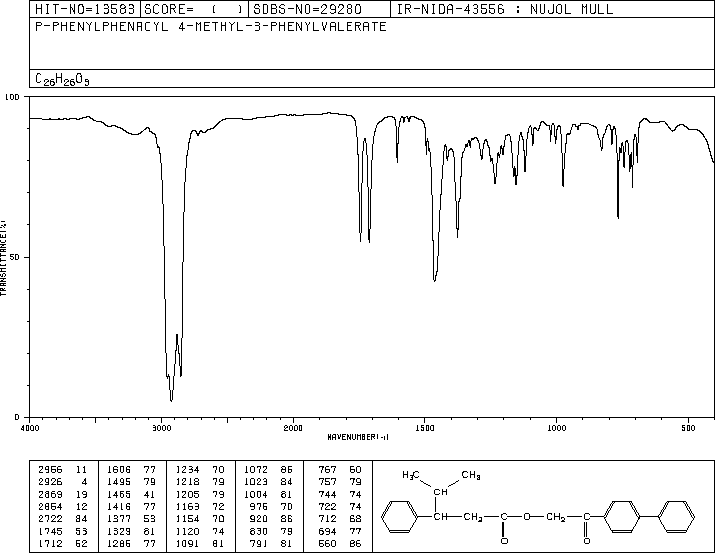 HIT-NO=13583 SCORE= ( ) SDBS-NO=29280 IR-NIDA-43556 : NUJOL MULL
P-PHENYLPHENACYL 4-METHYL-3-PHENYLVALERATE
C26H26O3
100
50
0
TRANSMITTANCE(%)
4000 3000 2000 1500 1000 500
WAVENUMBER(-1)
2956 11 1606 77 1234 70 1072 86 767 60
2926 4 1495 79 1218 79 1023 84 757 79
2869 19 1465 41 1205 79 1004 81 744 74
2854 12 1416 77 1163 72 976 70 722 74
2722 84 1377 53 1154 70 920 86 712 68
1745 53 1329 81 1120 74 830 79 694 77
1712 52 1285 77 1091 81 791 81 560 86
H3C CH3
CH
CH CH2 C O CH2 C
O O